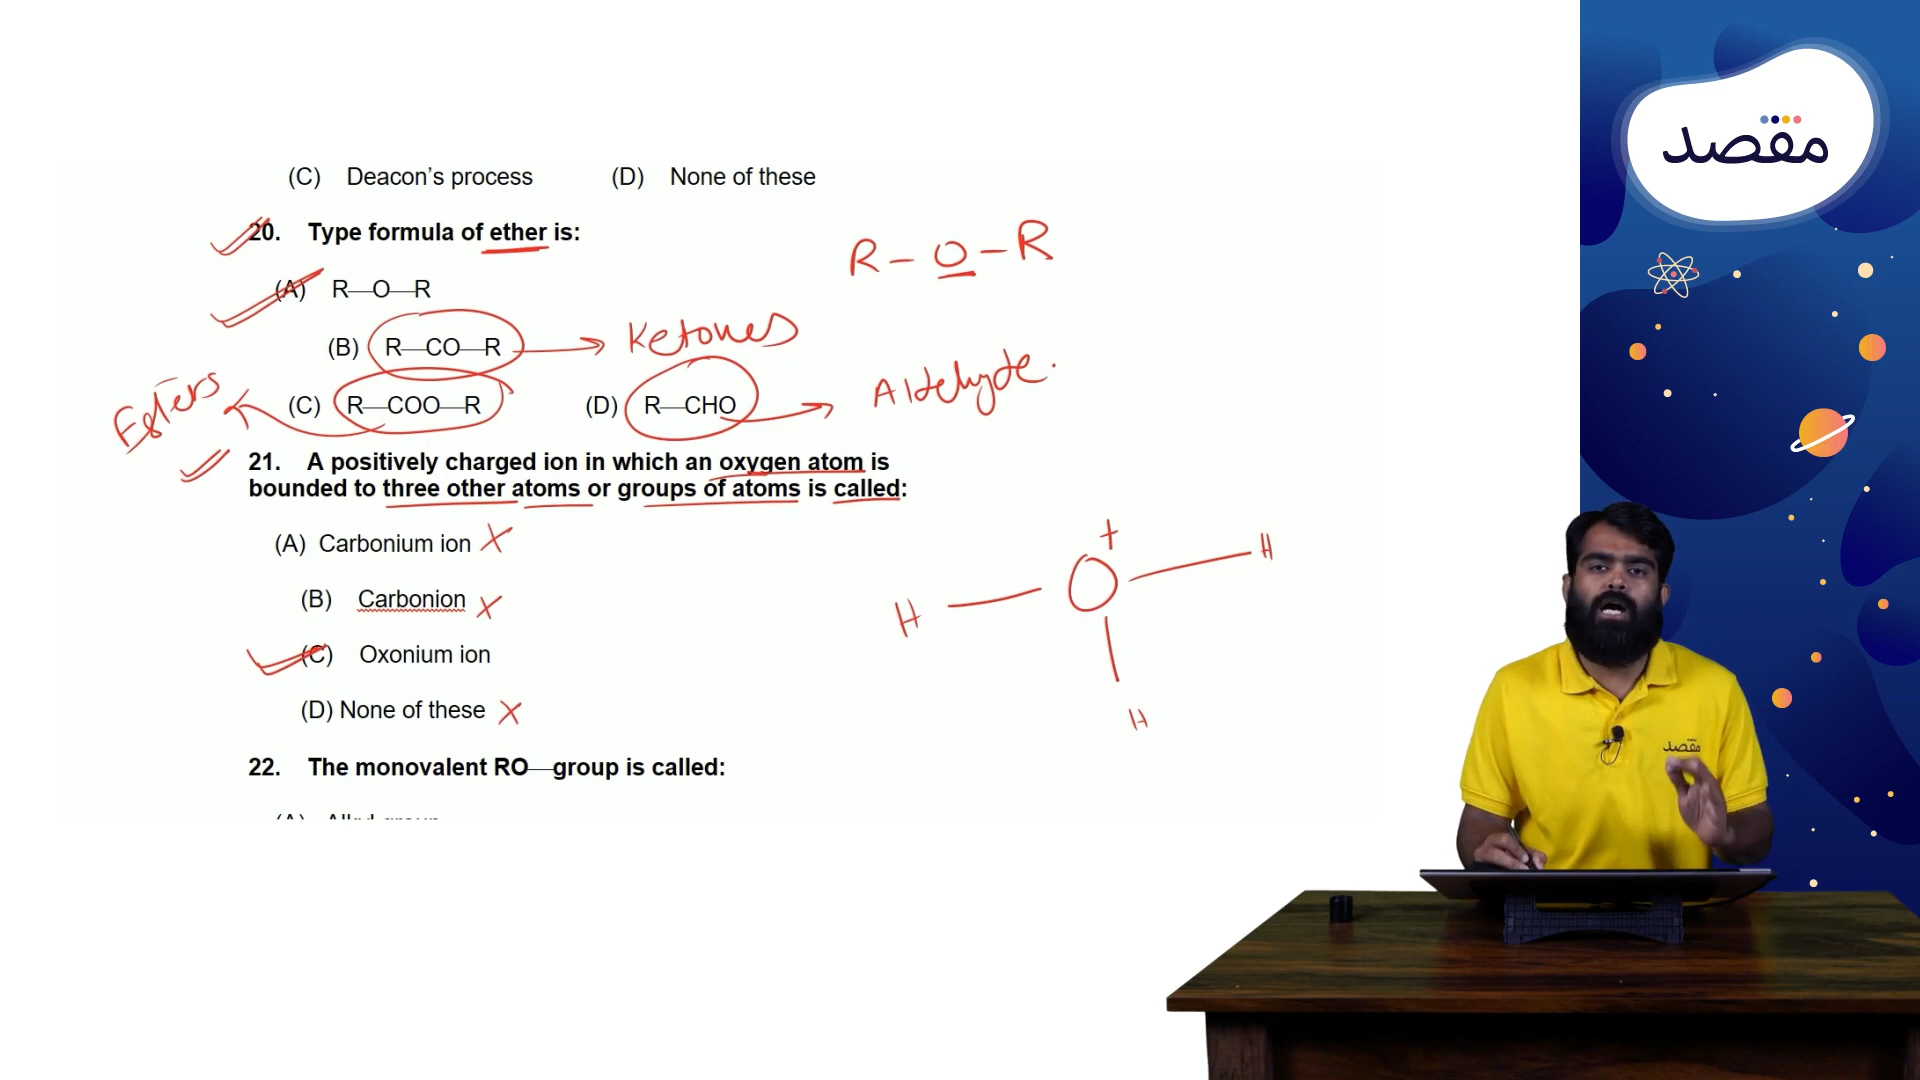 (C) Deacon’s process (D) None of these
20. Type formula of ether is:
R – O – R
(A) R—O—R
(B) R—CO—R
Ketones
(C) R—COO—R (D) R—CHO
Esters
Aldehyde.
21. A positively charged ion in which an oxygen atom is
bounded to three other atoms or groups of atoms is called:
(A) Carbonium ion
(B) Carbonion
(C) Oxonium ion
(D) None of these
+
H O H
H
22. The monovalent RO—group is called:
مقصد
مقصد